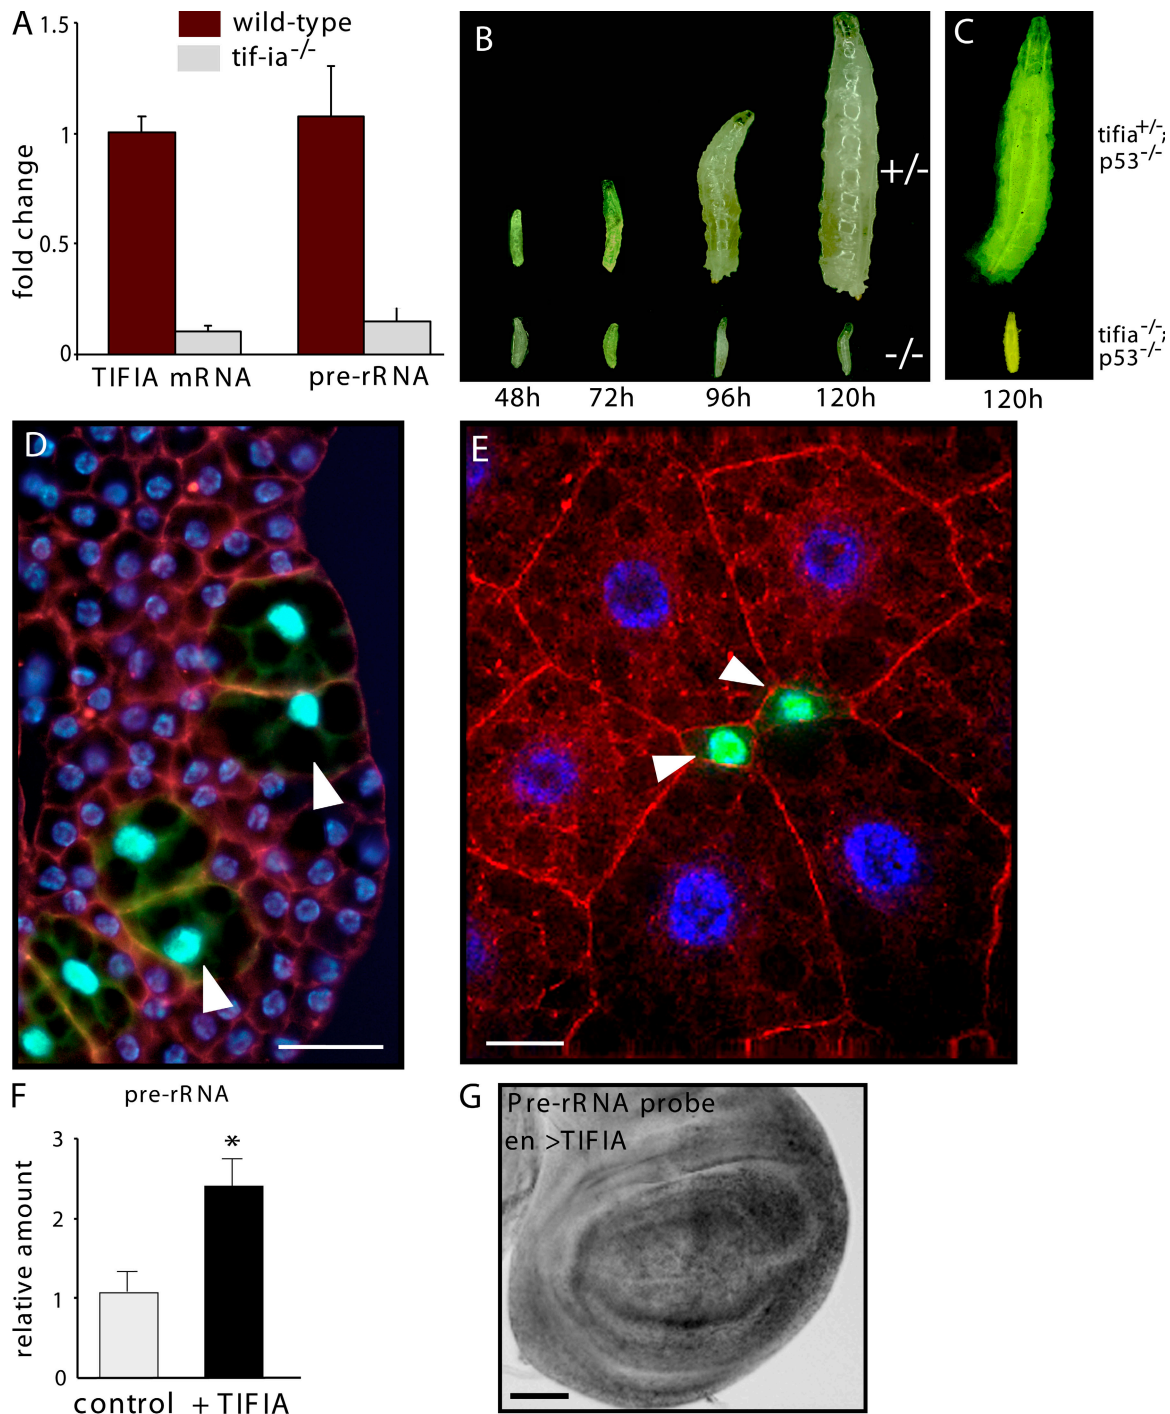 A
1.5
1
0.5
0
fold change
wild-type
tif-ia-/-
TIFIA mRNA
pre-rRNA
B
+/-
-/-
48h
72h
96h
120h
C
tifia+/-;
p53-/-
tifia-/-;
p53-/-
120h
D
E
F
pre-rRNA
3
2
1
0
relative amount
*
control
+ TIFIA
G
Pre-rRNA probe
en >TIFIA